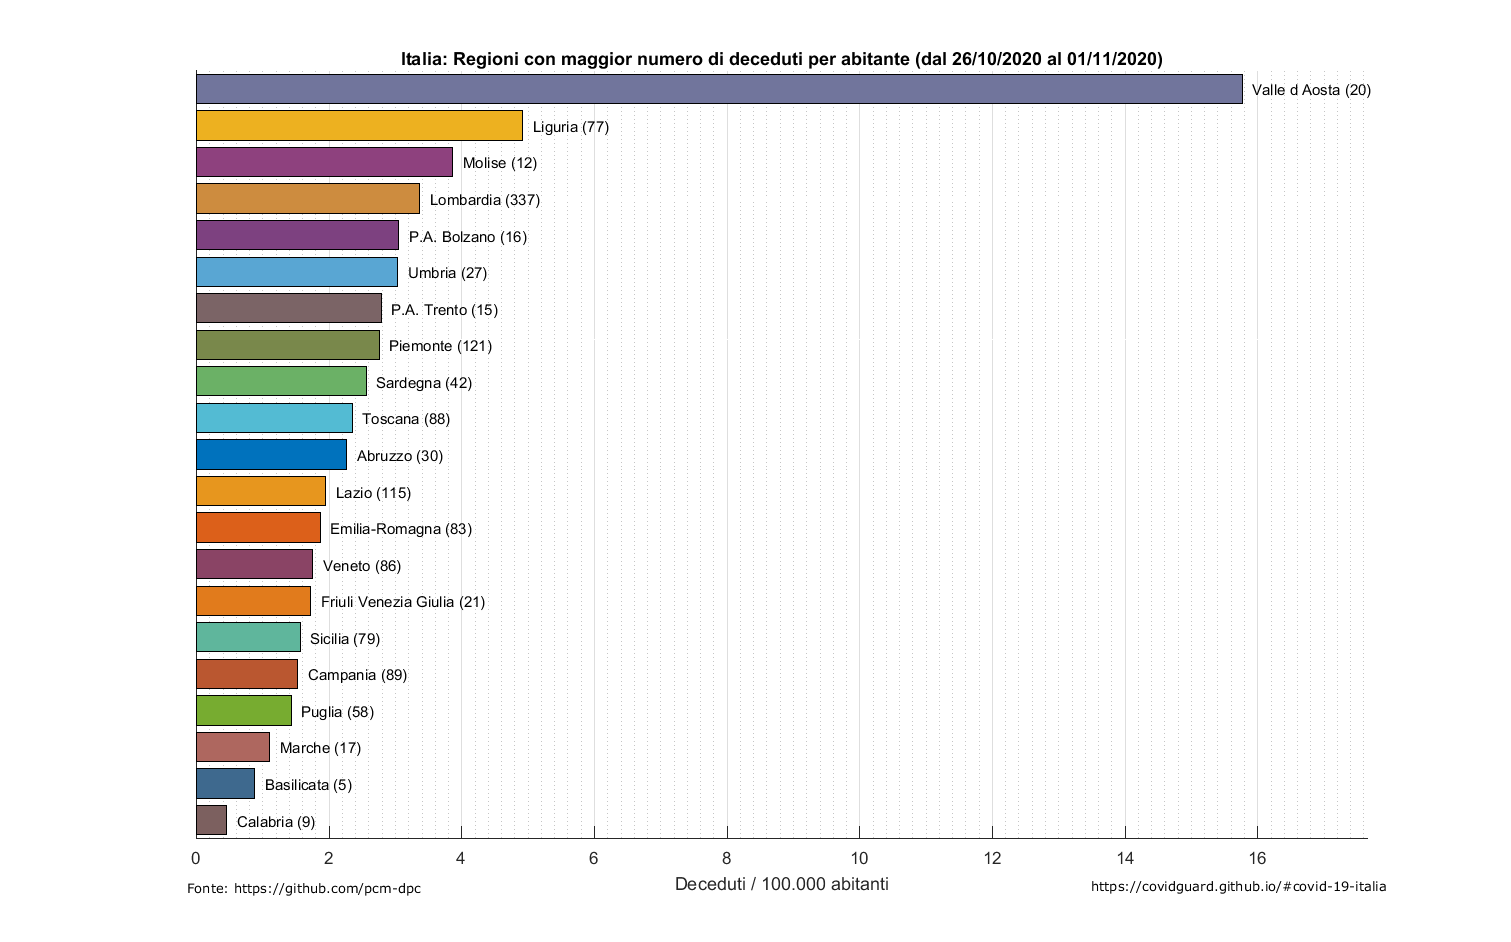 Italia: Regioni con maggior numero di deceduti per abitante (dal 26/10/2020 al 01/11/2020)
Valle d Aosta (20)
Liguria (77)
Molise (12)
Lombardia (337)
P.A. Bolzano (16)
Umbria (27)
P.A. Trento (15)
Piemonte (121)
Sardegna (42)
Toscana (88)
Abruzzo (30)
Lazio (115)
Emilia-Romagna (83)
Veneto (86)
Friuli Venezia Giulia (21)
Sicilia (79)
Campania (89)
Puglia (58)
Marche (17)
Basilicata (5)
Calabria (9)
0 2 4 6 8 10 12 14 16
Deceduti / 100.000 abitanti
Fonte: https://github.com/pcm-dpc
https://covidguard.github.io/#covid-19-italia